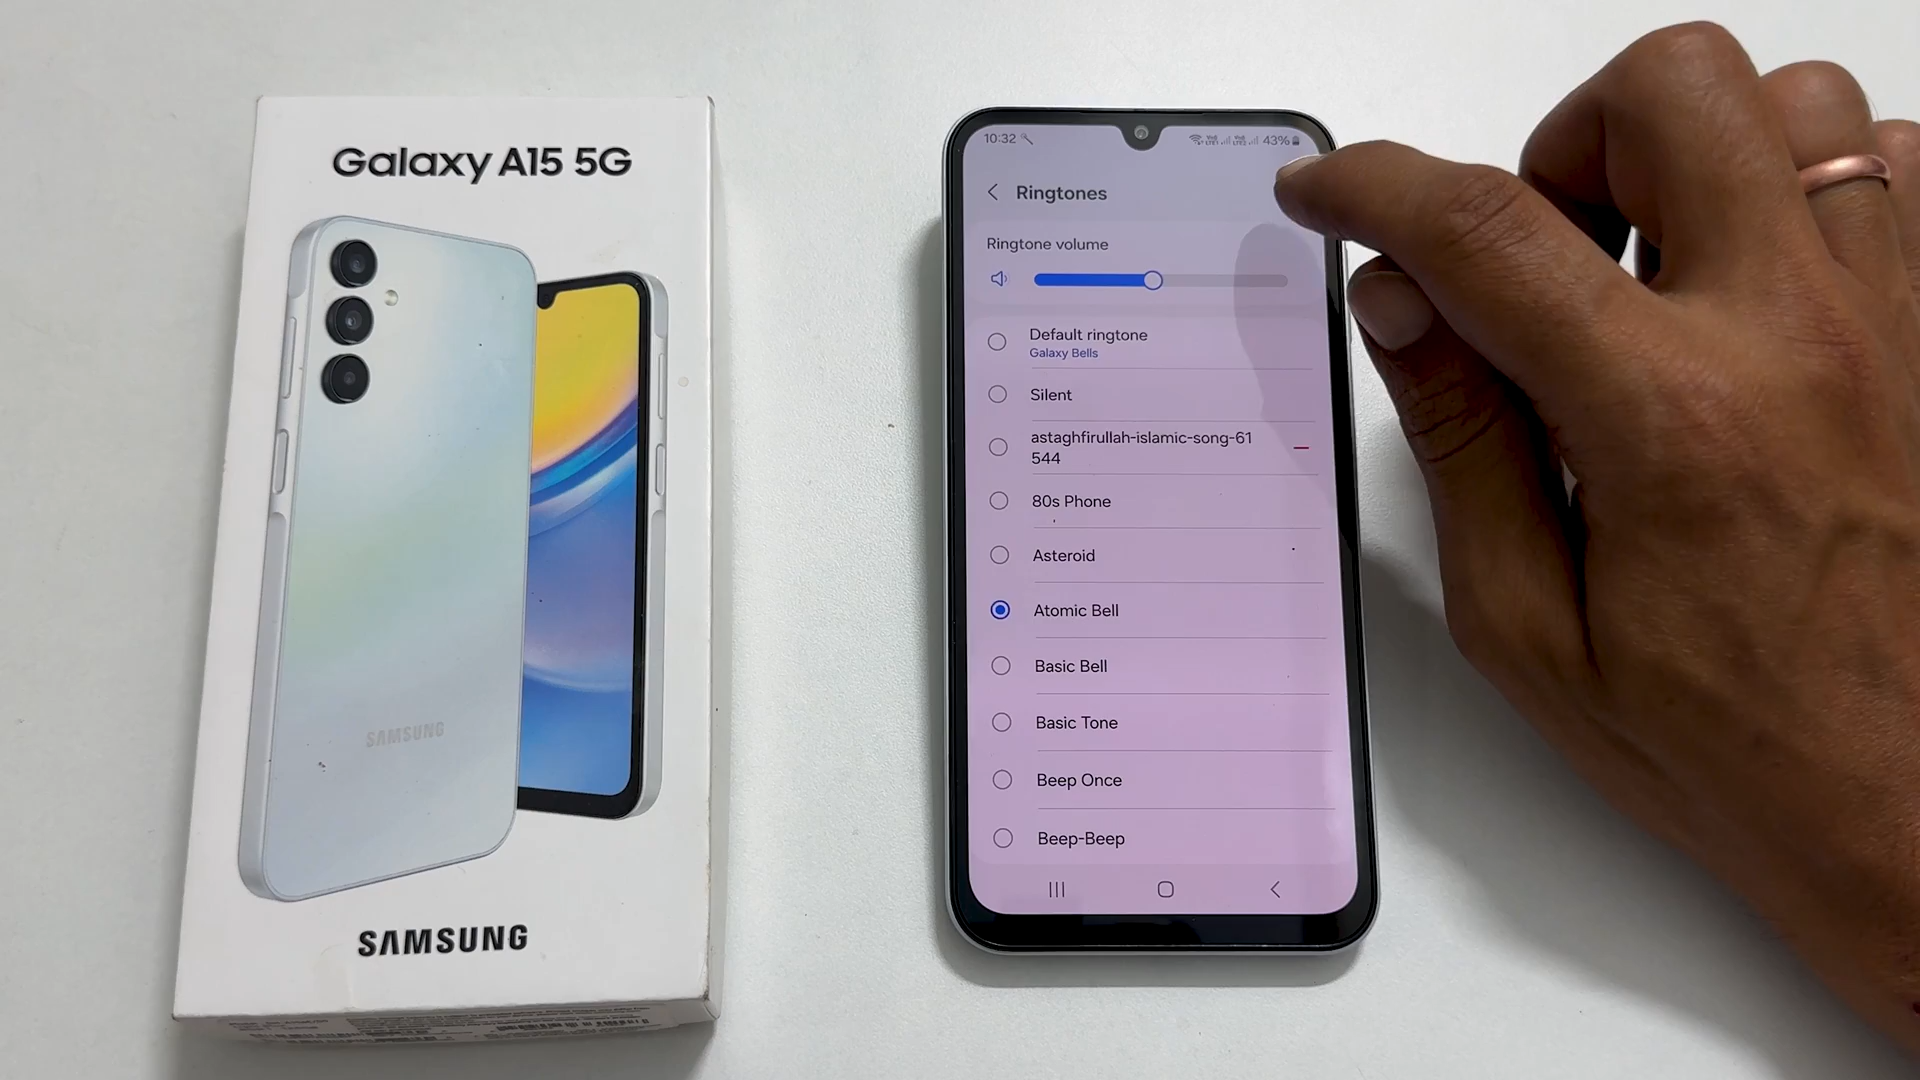 Galaxy A15 5G
SAMSUNG
SAMSUNG
10:32
43%
Ringtones
Ringtone volume
Default ringtone
Galaxy Bells
Silent
astaghfirullah-islamic-song-61
544
80s Phone
Asteroid
Atomic Bell
Basic Bell
Basic Tone
Beep Once
Beep-Beep